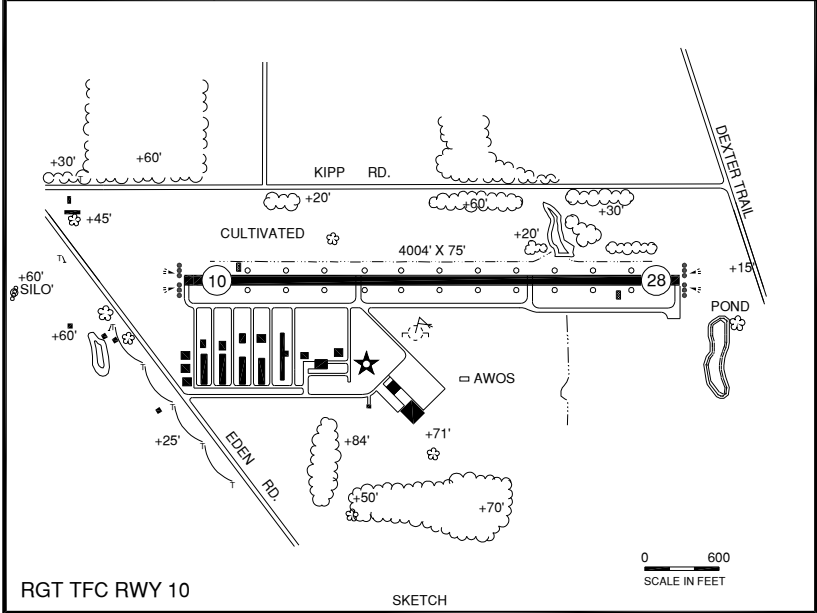 DEXTER TRAIL
+30'
+60'
KIPP RD.
+20'
+60'
+30'
+45'
CULTIVATED
+20'
4004' X 75'
+15'
+60'
SILO'
10
28
POND
+60'
AWOS
+25'
EDEN RD.
+84'
+71'
+50'
+70'
0 600
SCALE IN FEET
RGT TFC RWY 10
SKETCH
T
T
T
T
T
T
T